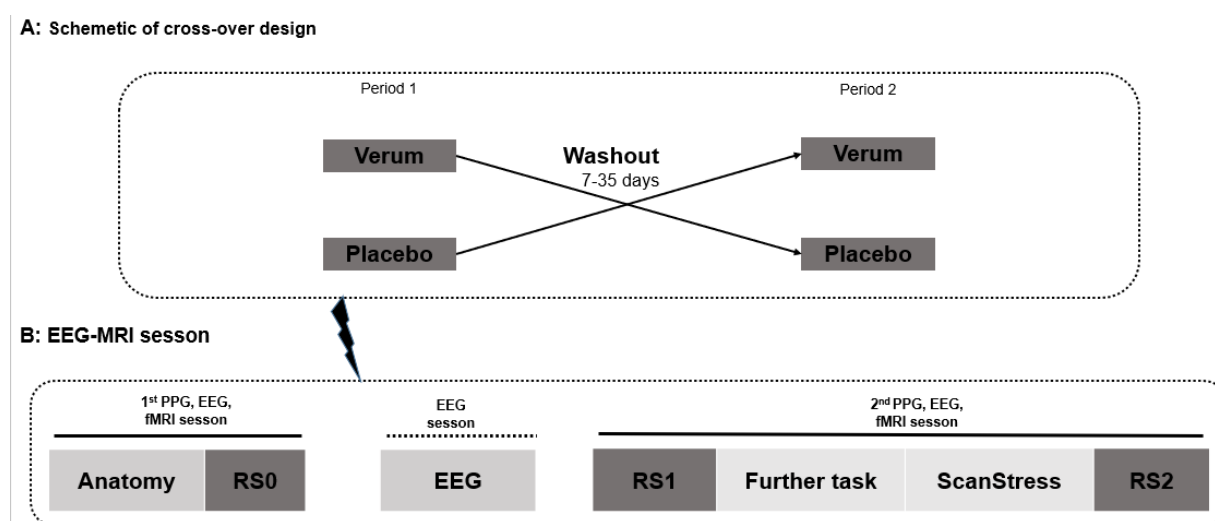 A: Schemetic of cross-over design
Period 1
Period 2
Verum
Washout
Verum
7-35 days
Placebo
Placebo
B: EEG-MRI sesson
1st PPG, EEG,
fMRI sesson
EEG
sesson
2nd PPG, EEG,
fMRI sesson
Anatomy
RS0
EEG
RS1
Further task
ScanStress
RS2